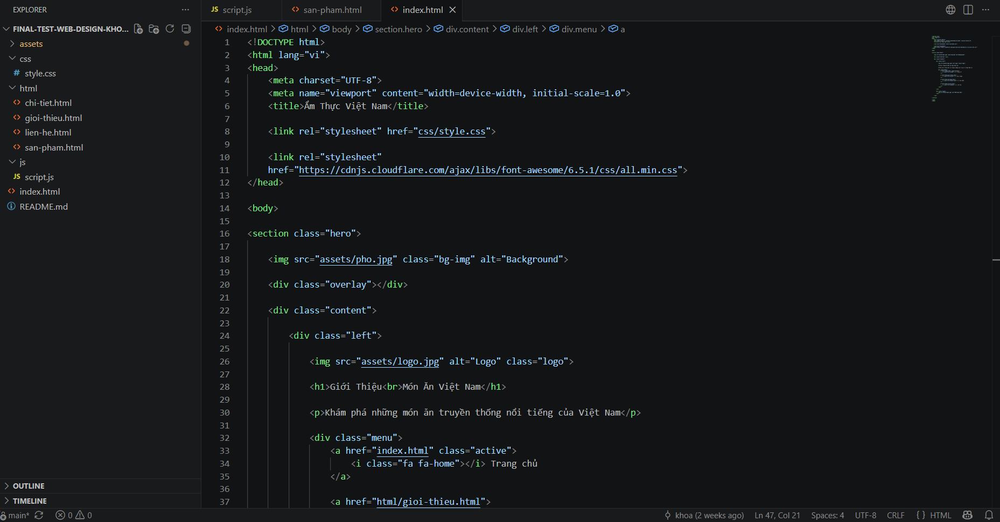 EXPLORER
FINAL-TEST-WEB-DESIGN-KHO...
assets
css
style.css
html
chi-tiet.html
gioi-thieu.html
lien-he.html
san-pham.html
js
JS script.js
index.html
README.md
OUTLINE
TIMELINE
JS script.js
san-pham.html
index.html
index.html > html > body > section.hero > div.content > div.left > div.menu > a
1 <!DOCTYPE html>
2 <html lang="vi">
3 <head>
4 <meta charset="UTF-8">
5 <meta name="viewport" content="width=device-width, initial-scale=1.0">
6 <title>Ẩm Thực Việt Nam</title>
7
8 <link rel="stylesheet" href="css/style.css">
9
10 <link rel="stylesheet"
11 href="https://cdnjs.cloudflare.com/ajax/libs/font-awesome/6.5.1/css/all.min.css">
12 </head>
13
14 <body>
15
16 <section class="hero">
17
18 <img src="assets/pho.jpg" class="bg-img" alt="Background">
19
20 <div class="overlay"></div>
21
22 <div class="content">
23
24 <div class="left">
25
26 <img src="assets/logo.jpg" alt="Logo" class="logo">
27
28 <h1>Giới Thiệu<br>Món Ăn Việt Nam</h1>
29
30 <p>Khám phá những món ăn truyền thống nổi tiếng của Việt Nam</p>
31
32 <div class="menu">
33 <a href="index.html" class="active">
34 <i class="fa fa-home"></i> Trang chủ
35 </a>
36
37 <a href="html/gioi-thieu.html">
main* 0 0 khoa (2 weeks ago) Ln 47, Col 21 Spaces: 4 UTF-8 CRLF { } HTML